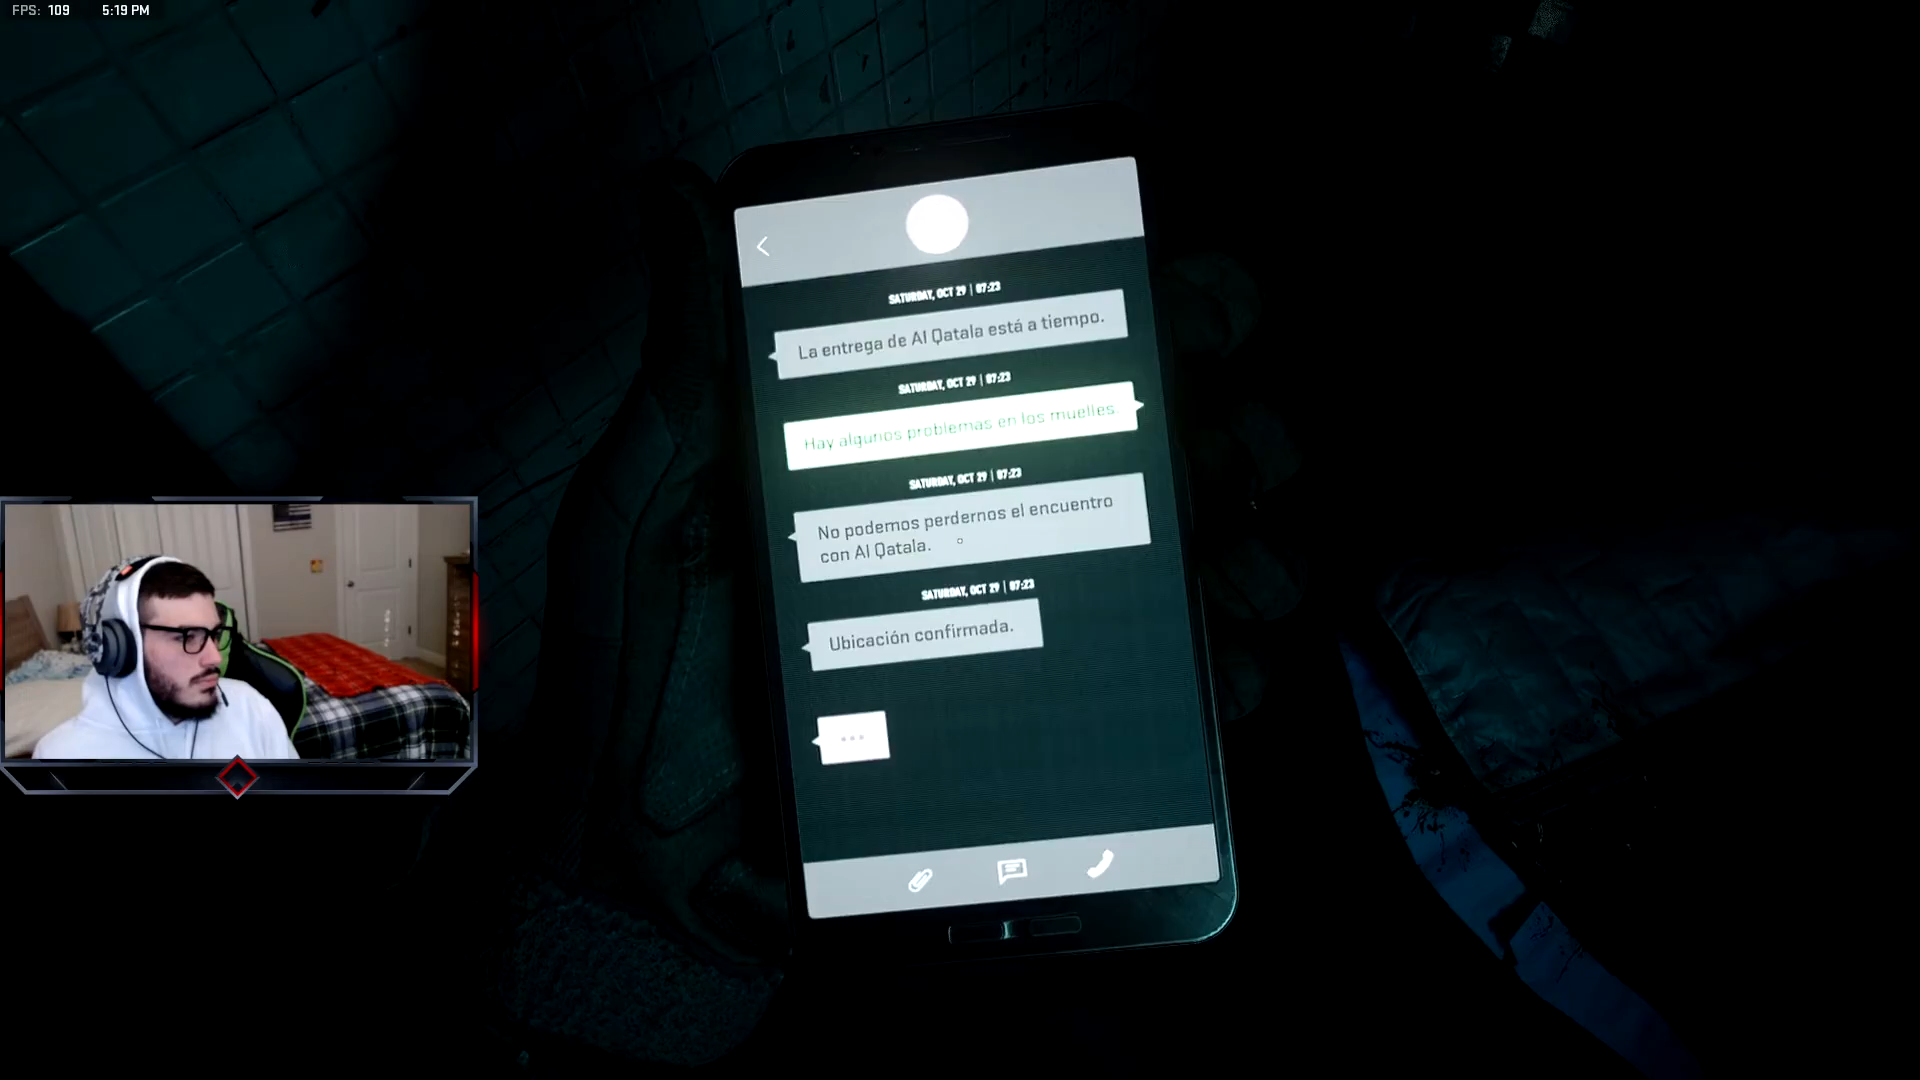 FPS: 109 5:19 PM
SATURDAY, OCT 29 | 07:23
La entrega de Al Qatala está a tiempo.
SATURDAY, OCT 29 | 07:23
Hay algunos problemas en los muelles.
SATURDAY, OCT 29 | 07:23
No podemos perdernos el encuentro
con Al Qatala.
SATURDAY, OCT 29 | 07:23
Ubicación confirmada.
...